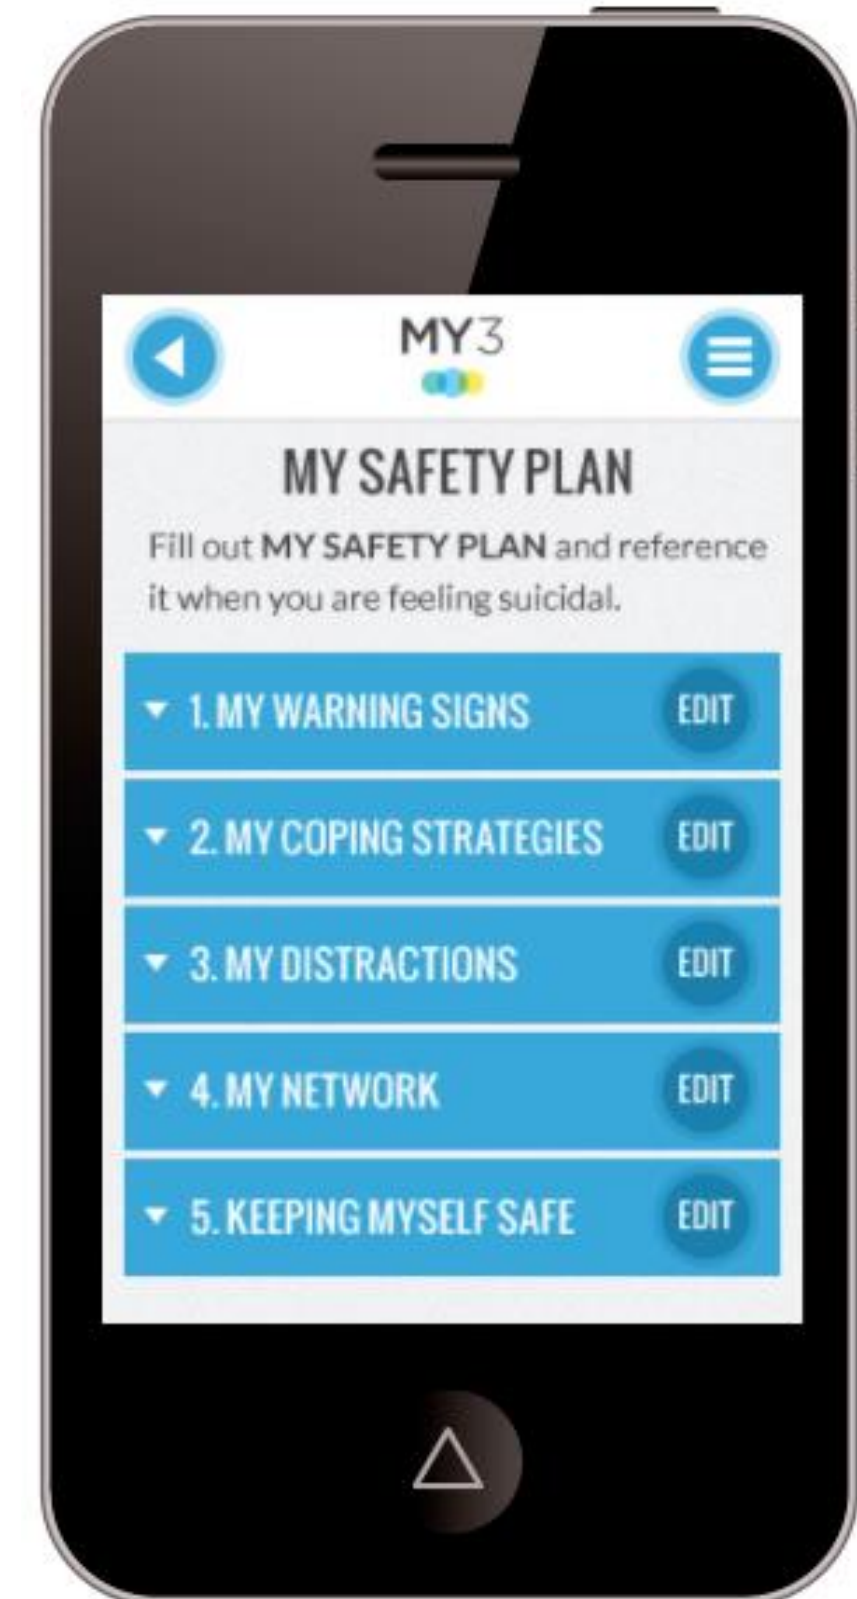 MY3
MY SAFETY PLAN
Fill out MY SAFETY PLAN and reference
it when you are feeling suicidal.
1. MY WARNING SIGNS EDIT
2. MY COPING STRATEGIES EDIT
3. MY DISTRACTIONS EDIT
4. MY NETWORK EDIT
5. KEEPING MYSELF SAFE EDIT